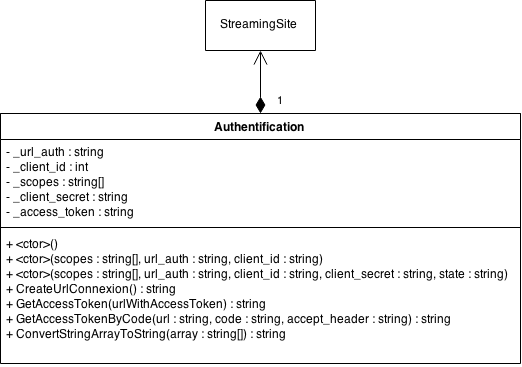 StreamingSite
1
Authentification
- _url_auth : string
- _client_id : int
- _scopes : string[]
- _client_secret : string
- _access_token : string
+ <ctor>()
+ <ctor>(scopes : string[], url_auth : string, client_id : string)
+ <ctor>(scopes : string[], url_auth : string, client_id : string, client_secret : string, state : string)
+ CreateUrlConnexion() : string
+ GetAccessToken(urlWithAccessToken) : string
+ GetAccessTokenByCode(url : string, code : string, accept_header : string) : string
+ ConvertStringArrayToString(array : string[]) : string